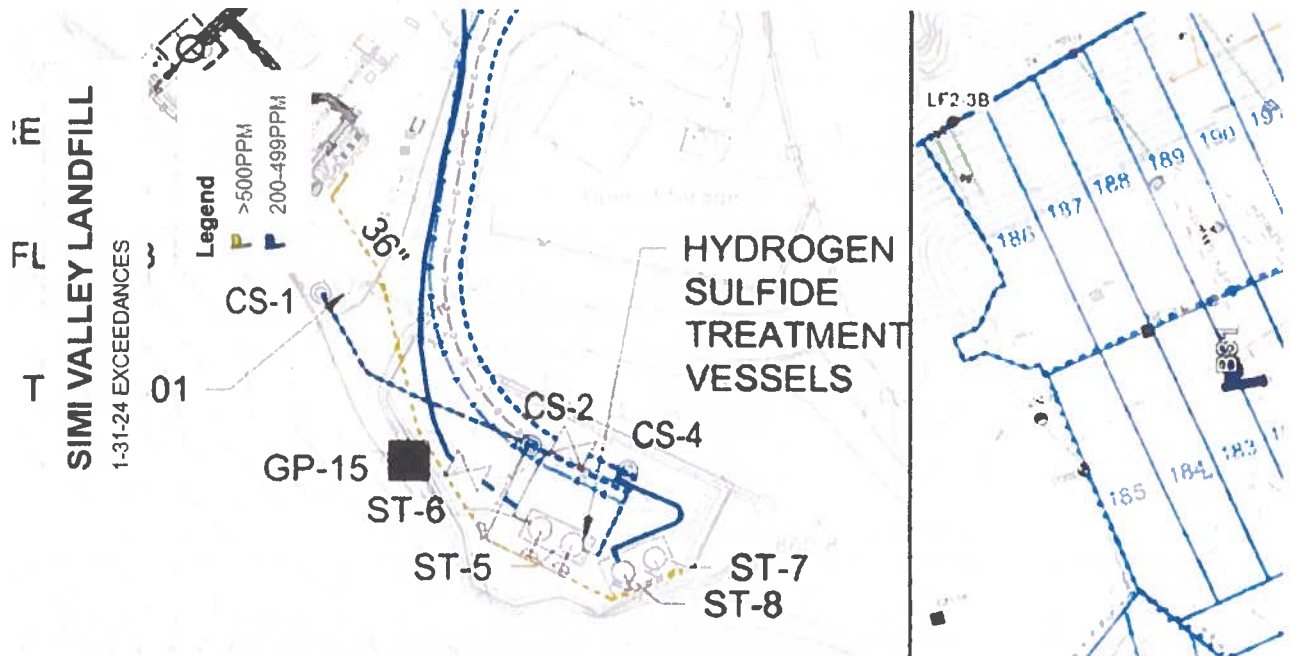 SIMI VALLEY LANDFILL
1-31-24 EXCEEDANCES
Legend
>500PPM
200-499PPM
FL
T
01
36"
CS-1
HYDROGEN
SULFIDE
TREATMENT
VESSELS
CS-2
CS-4
GP-15
ST-6
ST-5
ST-7
ST-8
LF2-3B
186
187
188
189
190
185
184
183